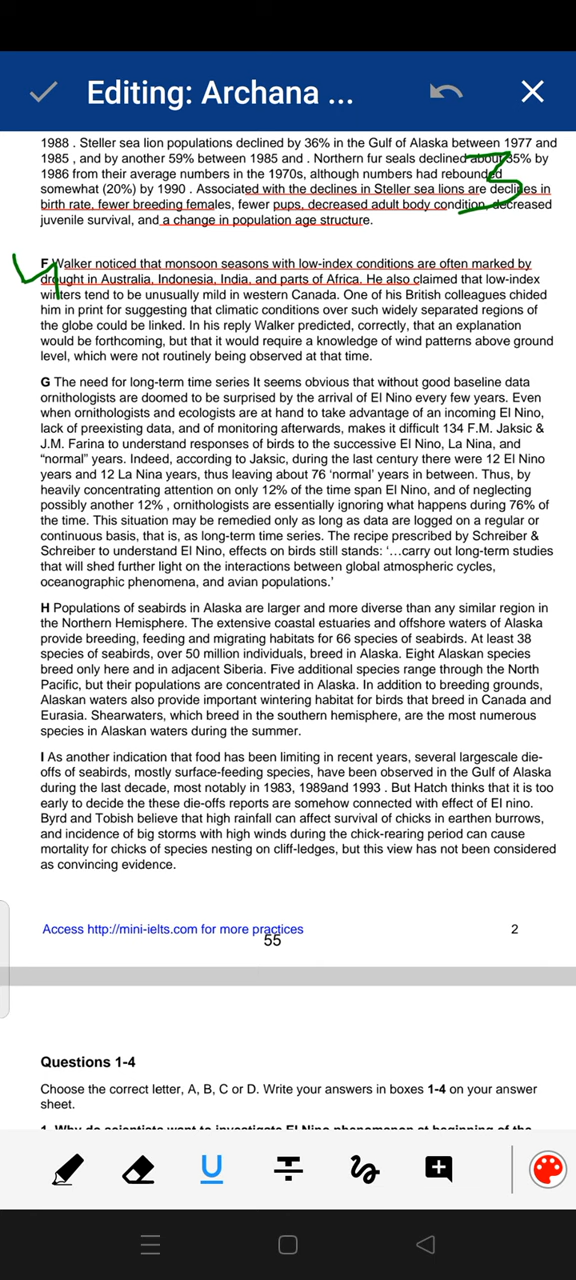 Editing: Archana ...
1988 . Steller sea lion populations declined by 36% in the Gulf of Alaska between 1977 and
1985 , and by another 59% between 1985 and . Northern fur seals declined about 35% by
1986 from their average numbers in the 1970s, although numbers had rebounded
somewhat (20%) by 1990 . Associated with the declines in Steller sea lions are declines in
birth rate, fewer breeding females, fewer pups, decreased adult body condition, decreased
juvenile survival, and a change in population age structure.
3
4
F Walker noticed that monsoon seasons with low-index conditions are often marked by
drought in Australia, Indonesia, India, and parts of Africa. He also claimed that low-index
winters tend to be unusually mild in western Canada. One of his British colleagues chided
him in print for suggesting that climatic conditions over such widely separated regions of
the globe could be linked. In his reply Walker predicted, correctly, that an explanation
would be forthcoming, but that it would require a knowledge of wind patterns above ground
level, which were not routinely being observed at that time.
G The need for long-term time series It seems obvious that without good baseline data
ornithologists are doomed to be surprised by the arrival of El Nino every few years. Even
when ornithologists and ecologists are at hand to take advantage of an incoming El Nino,
lack of preexisting data, and of monitoring afterwards, makes it difficult 134 F.M. Jaksic &
J.M. Farina to understand responses of birds to the successive El Nino, La Nina, and
“normal” years. Indeed, according to Jaksic, during the last century there were 12 El Nino
years and 12 La Nina years, thus leaving about 76 ‘normal’ years in between. Thus, by
heavily concentrating attention on only 12% of the time span El Nino, and of neglecting
possibly another 12% , ornithologists are essentially ignoring what happens during 76% of
the time. This situation may be remedied only as long as data are logged on a regular or
continuous basis, that is, as long-term time series. The recipe prescribed by Schreiber &
Schreiber to understand El Nino, effects on birds still stands: ‘…carry out long-term studies
that will shed further light on the interactions between global atmospheric cycles,
oceanographic phenomena, and avian populations.’
H Populations of seabirds in Alaska are larger and more diverse than any similar region in
the Northern Hemisphere. The extensive coastal estuaries and offshore waters of Alaska
provide breeding, feeding and migrating habitats for 66 species of seabirds. At least 38
species of seabirds, over 50 million individuals, breed in Alaska. Eight Alaskan species
breed only here and in adjacent Siberia. Five additional species range through the North
Pacific, but their populations are concentrated in Alaska. In addition to breeding grounds,
Alaskan waters also provide important wintering habitat for birds that breed in Canada and
Eurasia. Shearwaters, which breed in the southern hemisphere, are the most numerous
species in Alaskan waters during the summer.
I As another indication that food has been limiting in recent years, several largescale die-
offs of seabirds, mostly surface-feeding species, have been observed in the Gulf of Alaska
during the last decade, most notably in 1983, 1989and 1993 . But Hatch thinks that it is too
early to decide the these die-offs reports are somehow connected with effect of El nino.
Byrd and Tobish believe that high rainfall can affect survival of chicks in earthen burrows,
and incidence of big storms with high winds during the chick-rearing period can cause
mortality for chicks of species nesting on cliff-ledges, but this view has not been considered
as convincing evidence.
Access http://mini-ielts.com for more practices 2
55
Questions 1-4
Choose the correct letter, A, B, C or D. Write your answers in boxes 1-4 on your answer
sheet.
1. Why do scientists want to investigate El Nino phenomenon at beginning of the